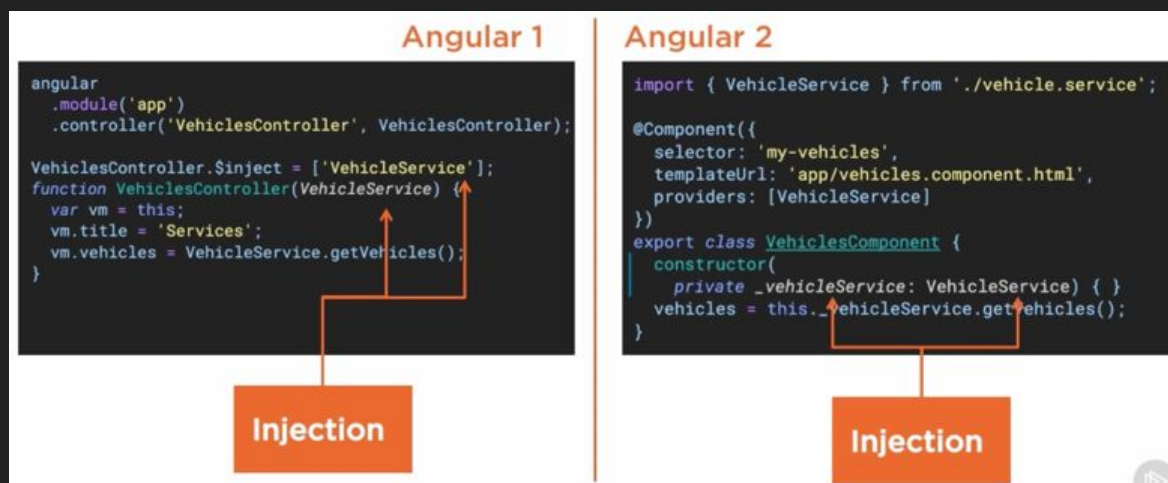 Angular 1
angular
.module('app')
.controller('VehiclesController', VehiclesController);
VehiclesController.$inject = ['VehicleService'];
function VehiclesController(VehicleService) {
var vm = this;
vm.title = 'Services';
vm.vehicles = VehicleService.getVehicles();
}
Injection
Angular 2
import { VehicleService } from './vehicle.service';
@Component({
selector: 'my-vehicles',
templateUrl: 'app/vehicles.component.html',
providers: [VehicleService]
})
export class VehiclesComponent {
constructor(
private _vehicleService: VehicleService) { }
vehicles = this._vehicleService.getVehicles();
}
Injection